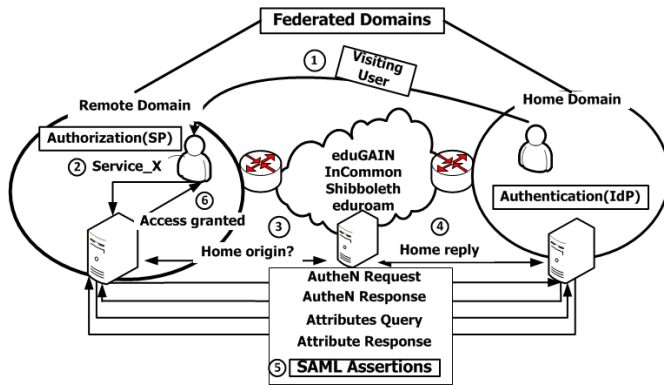 Federated Domains
① Visiting User
Remote Domain
Home Domain
Authorization(SP)
② Service_X
eduGAIN
InCommon
Shibboleth
eduroam
Authentication(IdP)
⑥ Access granted
③
④
Home origin?
Home reply
AutheN Request
AutheN Response
Attributes Query
Attribute Response
⑤ SAML Assertions